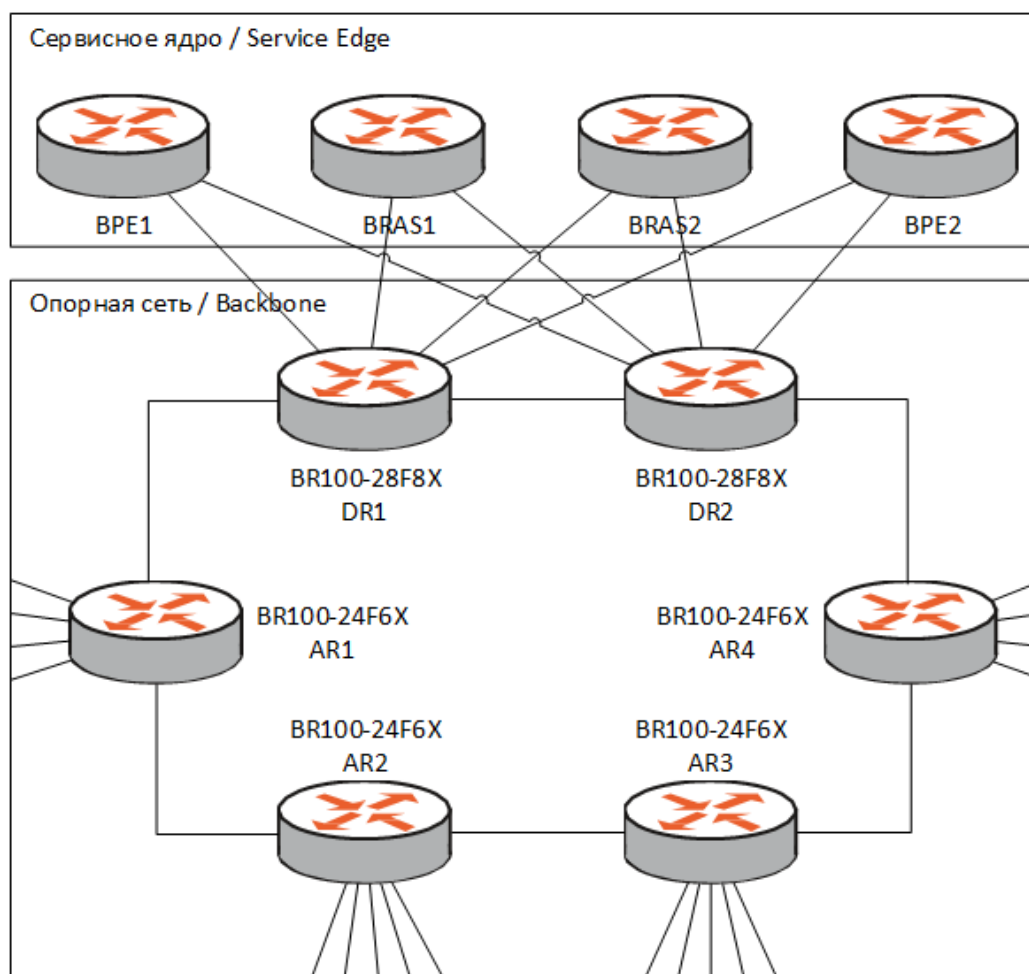 Сервисное ядро / Service Edge
BPE1
BRAS1
BRAS2
BPE2
Опорная сеть / Backbone
BR100-28F8X
DR1
BR100-28F8X
DR2
BR100-24F6X
AR1
BR100-24F6X
AR4
BR100-24F6X
AR2
BR100-24F6X
AR3